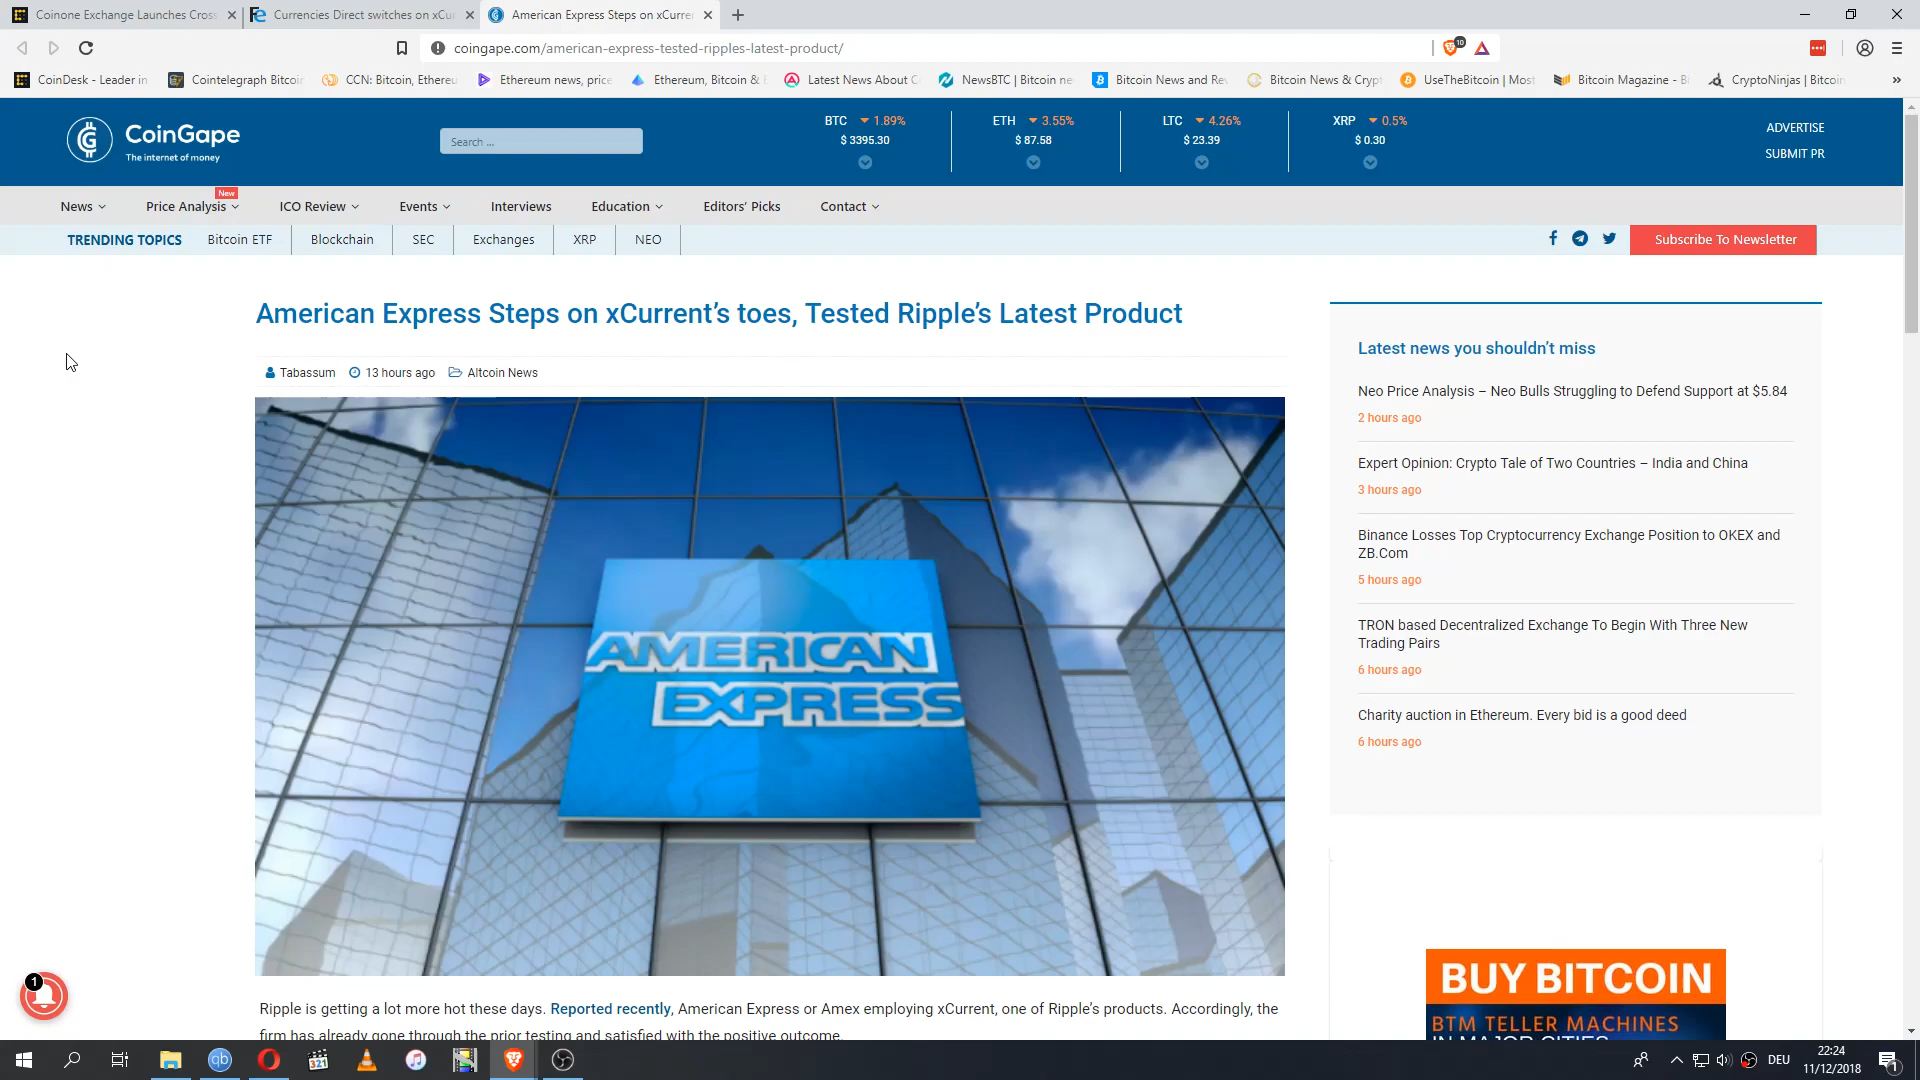 Coinone Exchange Launches Cross
Currencies Direct switches on xCur
American Express Steps on xCurre
coingape.com/american-express-tested-ripples-latest-product/
10
CoinDesk - Leader in
Cointelegraph Bitcoin
CCN: Bitcoin, Ethereu
Ethereum news, price
Ethereum, Bitcoin &
Latest News About C
NewsBTC | Bitcoin ne
Bitcoin News and Re
Bitcoin News & Crypt
UseTheBitcoin | Most
Bitcoin Magazine - B
CryptoNinjas | Bitcoin
CoinGape
The internet of money
Search ...
BTC 1.89%
$ 3395.30
ETH 3.55%
$ 87.58
LTC 4.26%
$ 23.39
XRP 0.5%
$ 0.30
ADVERTISE
SUBMIT PR
News
Price Analysis
New
ICO Review
Events
Interviews
Education
Editors' Picks
Contact
TRENDING TOPICS
Bitcoin ETF
Blockchain
SEC
Exchanges
XRP
NEO
Subscribe To Newsletter
American Express Steps on xCurrent's toes, Tested Ripple's Latest Product
Tabassum 13 hours ago Altcoin News
AMERICAN
EXPRESS
Ripple is getting a lot more hot these days. Reported recently, American Express or Amex employing xCurrent, one of Ripple's products. Accordingly, the
firm has already gone through the prior testing and satisfied with the positive outcome.
Latest news you shouldn't miss
Neo Price Analysis – Neo Bulls Struggling to Defend Support at $5.84
2 hours ago
Expert Opinion: Crypto Tale of Two Countries – India and China
3 hours ago
Binance Losses Top Cryptocurrency Exchange Position to OKEX and
ZB.Com
5 hours ago
TRON based Decentralized Exchange To Begin With Three New
Trading Pairs
6 hours ago
Charity auction in Ethereum. Every bid is a good deed
6 hours ago
BUY BITCOIN
BTM TELLER MACHINES
IN MAJOR CITIES
1
qb
321
DEU
22:24
11/12/2018
1